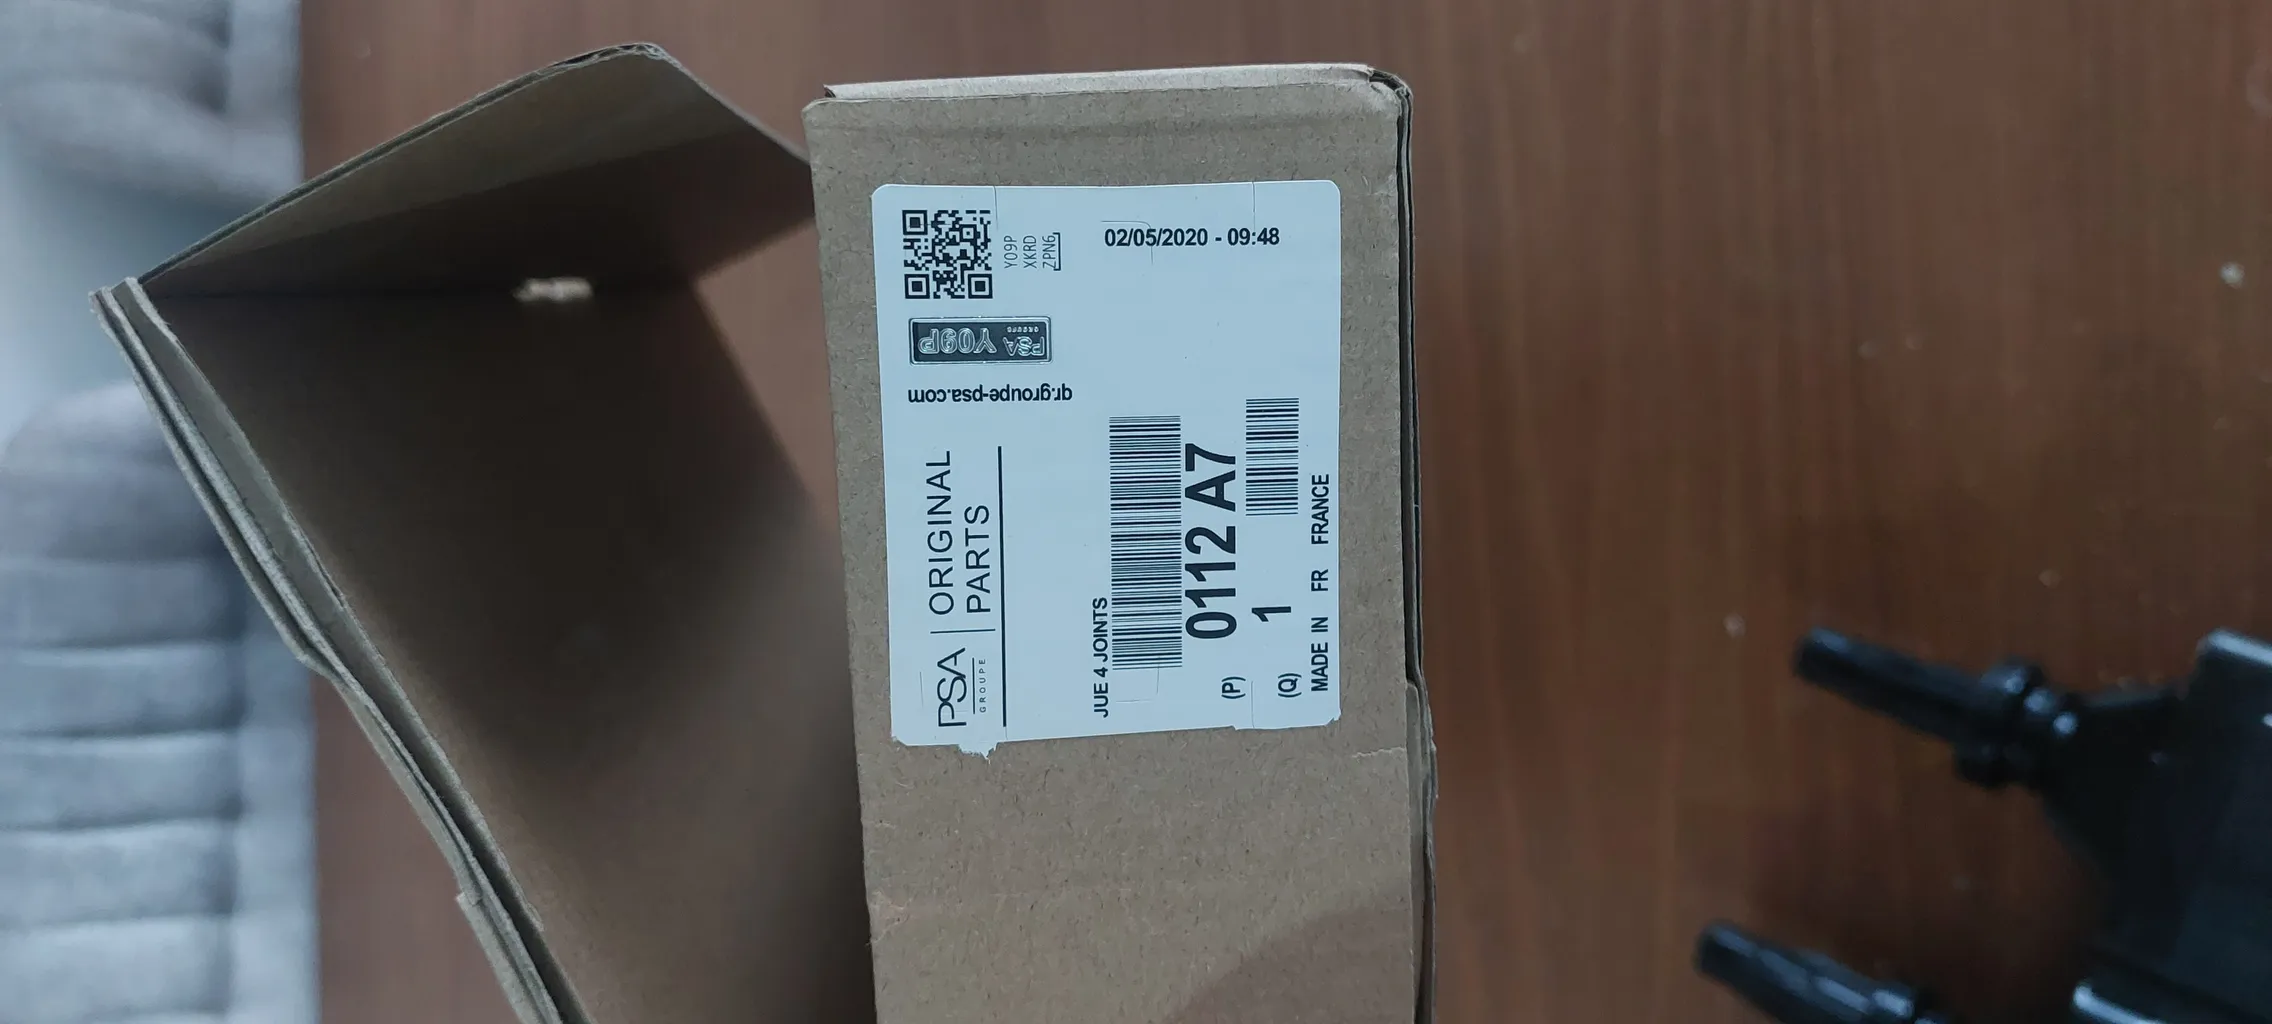 PSA
GROUPE
ORIGINAL
PARTS
qr.groupe-psa.com
PSA Y09P
GROUPE
Y09P
XKRD
ZPN6
02/05/2020 - 09:48
JUE 4 JOINTS
(P) 0112 A7
(Q) 1
MADE IN FR FRANCE